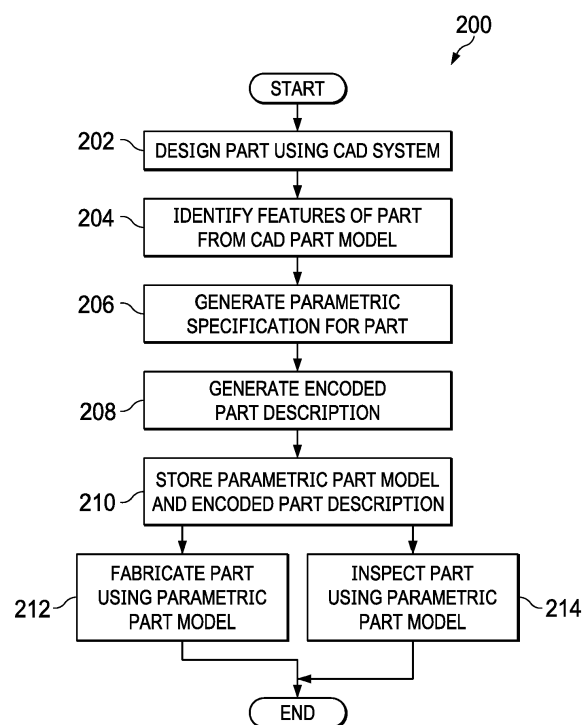 200
START
202
DESIGN PART USING CAD SYSTEM
204
IDENTIFY FEATURES OF PART
FROM CAD PART MODEL
206
GENERATE PARAMETRIC
SPECIFICATION FOR PART
208
GENERATE ENCODED
PART DESCRIPTION
210
STORE PARAMETRIC PART MODEL
AND ENCODED PART DESCRIPTION
212
FABRICATE PART
USING PARAMETRIC
PART MODEL
INSPECT PART
USING PARAMETRIC
PART MODEL
214
END